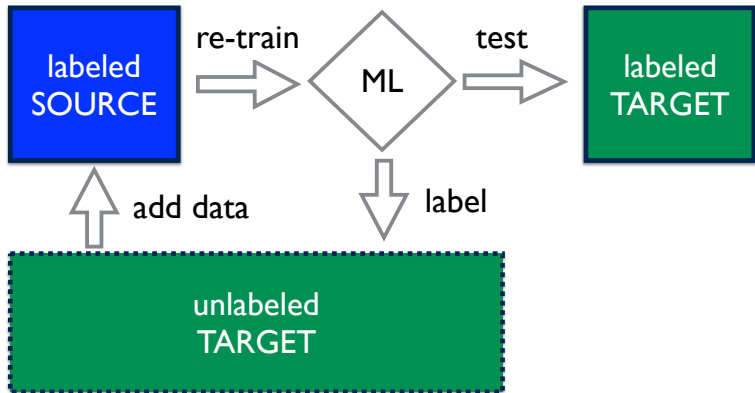 re-train
test
labeled
SOURCE
ML
labeled
TARGET
add data
label
unlabeled
TARGET